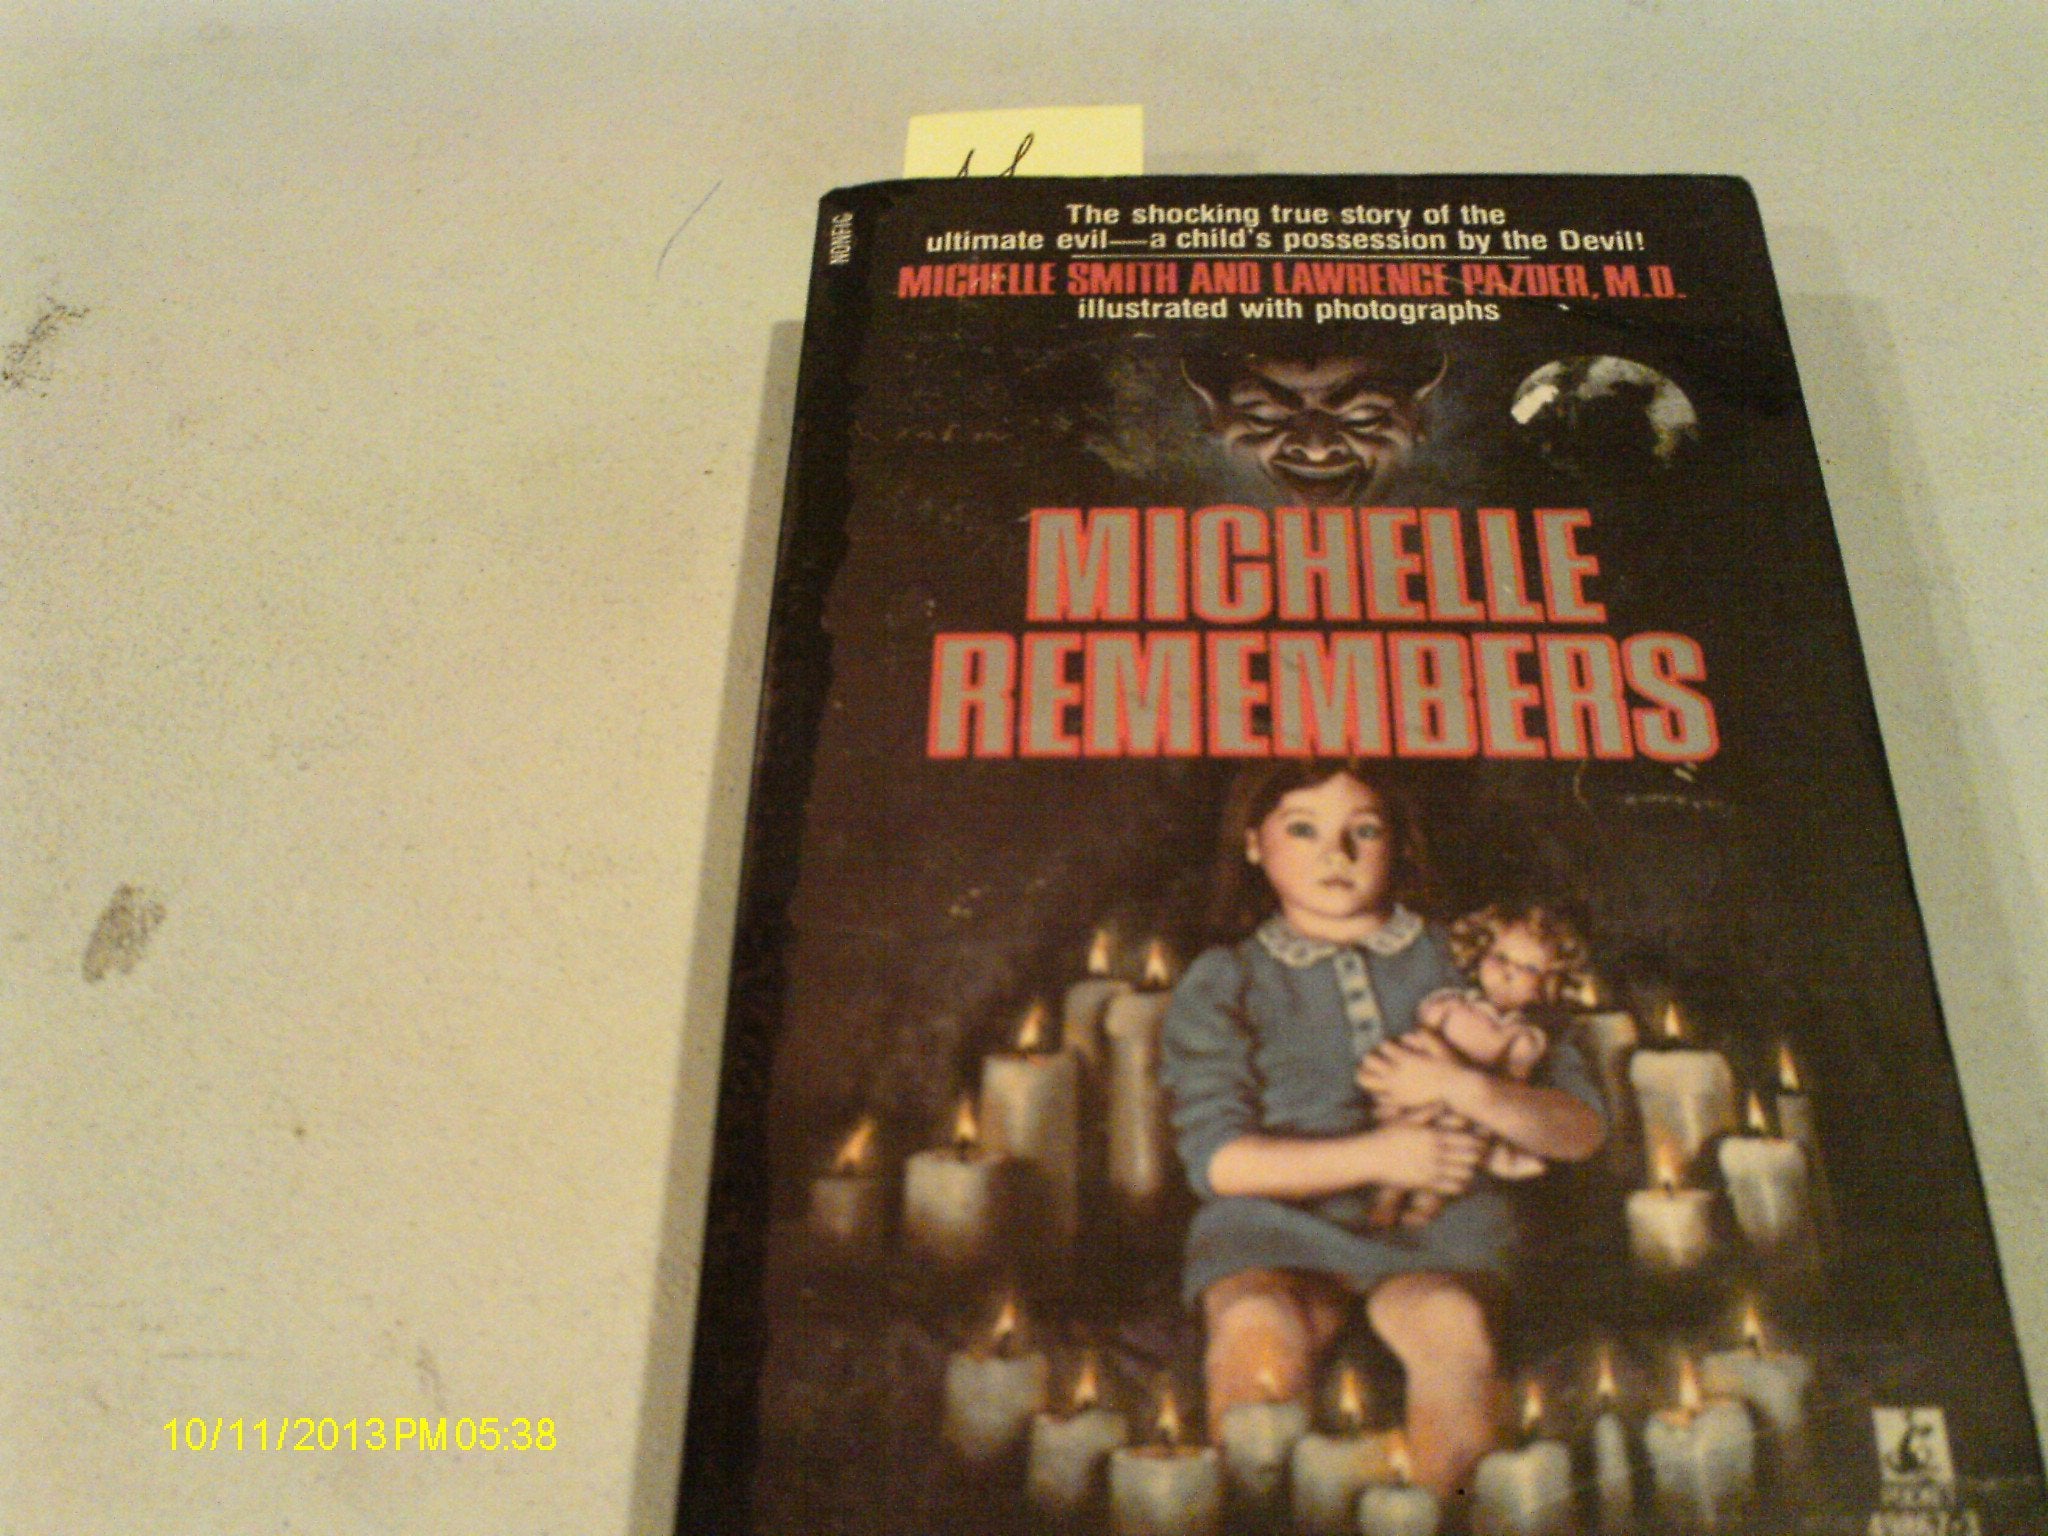 NONFIC
The shocking true story of the
ultimate evil—a child's possession by the Devil!
MICHELLE SMITH AND LAWRENCE PAZDER, M.D.
illustrated with photographs
MICHELLE
REMEMBERS
10/11/2013 PM 05:38